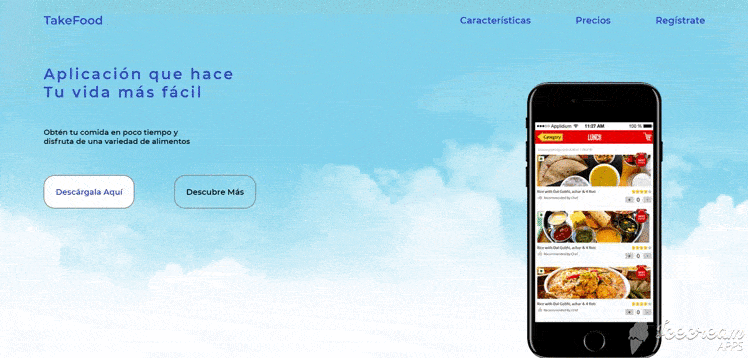 TakeFood
Características
Precios
Regístrate
Aplicación que hace
Tu vida más fácil
Obtén tu comida en poco tiempo y
disfruta de una variedad de alimentos
Descárgala Aquí
Descubre Más
Applidium
11:27 AM
100 %
Category
LUNCH
Rice with Dal Gobhi, achar & 4 Roti
Recommended by Chef
0
Rice with Dal Gobhi, achar & 4 Roti
Recommended by Chef
0
Rice with Dal Gobhi, achar & 4 Roti
Recommended by Chef
0
Icecream
APPS